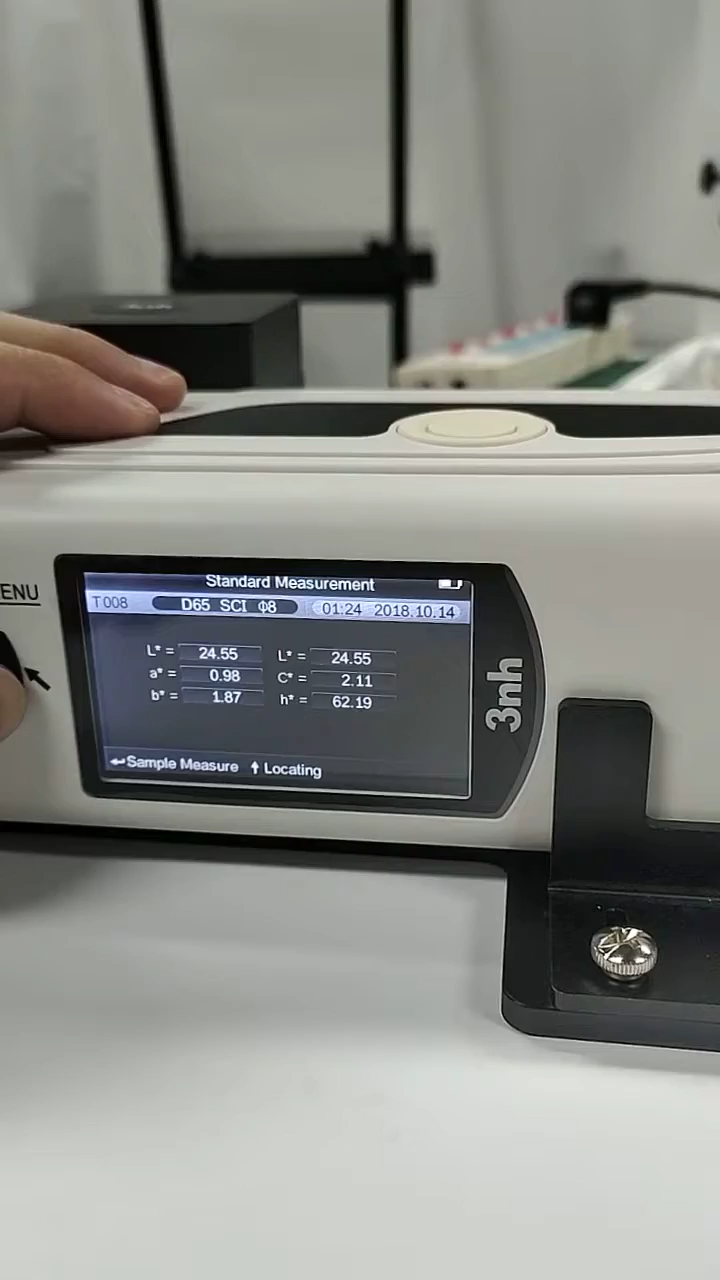 ENU
Standard Measurement
T008 D65 SCI Φ8 01:24 2018.10.14
L* = 24.55 L* = 24.55
a* = 0.98 C* = 2.11
b* = 1.87 h* = 62.19
Sample Measure Locating
3nh